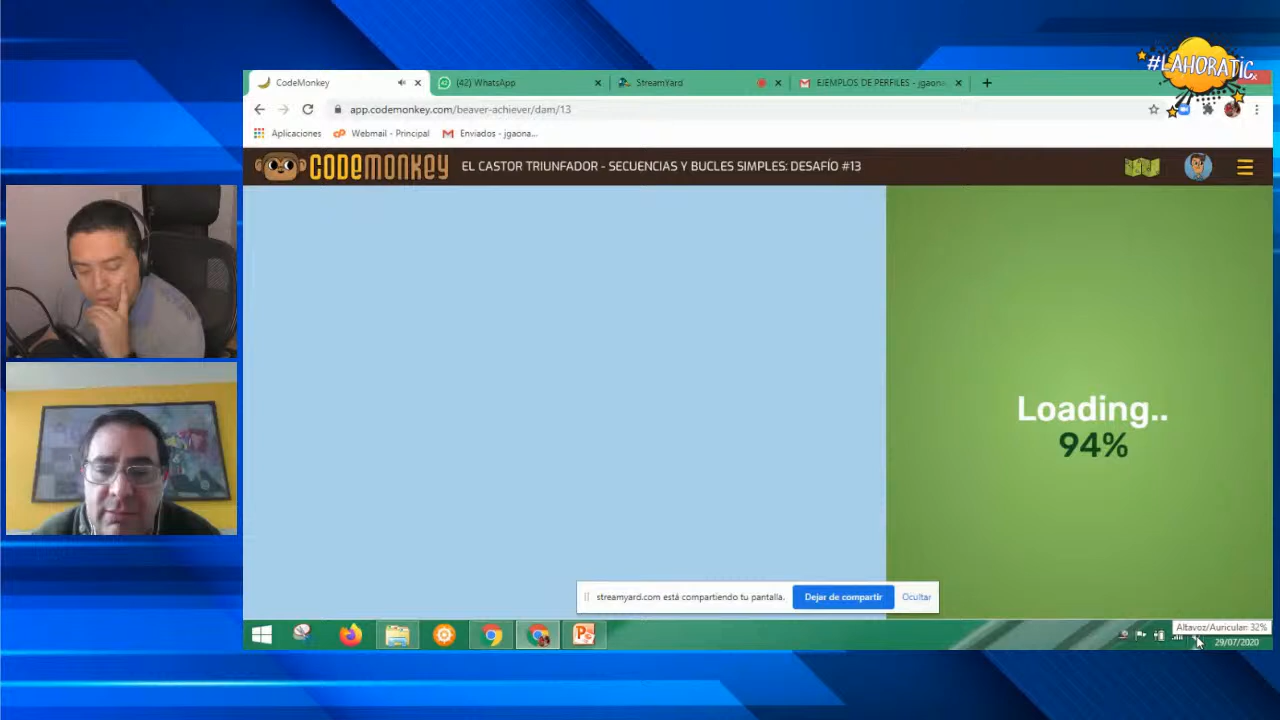 #LAHORATIC
CodeMonkey
(42) WhatsApp
StreamYard
EJEMPLOS DE PERFILES - jgaona
app.codemonkey.com/beaver-achiever/dam/13
Aplicaciones
Webmail - Principal
Enviados - jgaona...
CODEMONKEY
EL CASTOR TRIUNFADOR - SECUENCIAS Y BUCLES SIMPLES: DESAFÍO #13
Loading..
94%
streamyard.com está compartiendo tu pantalla.
Dejar de compartir
Ocultar
Altavoz/Auricular: 32%
29/07/2020